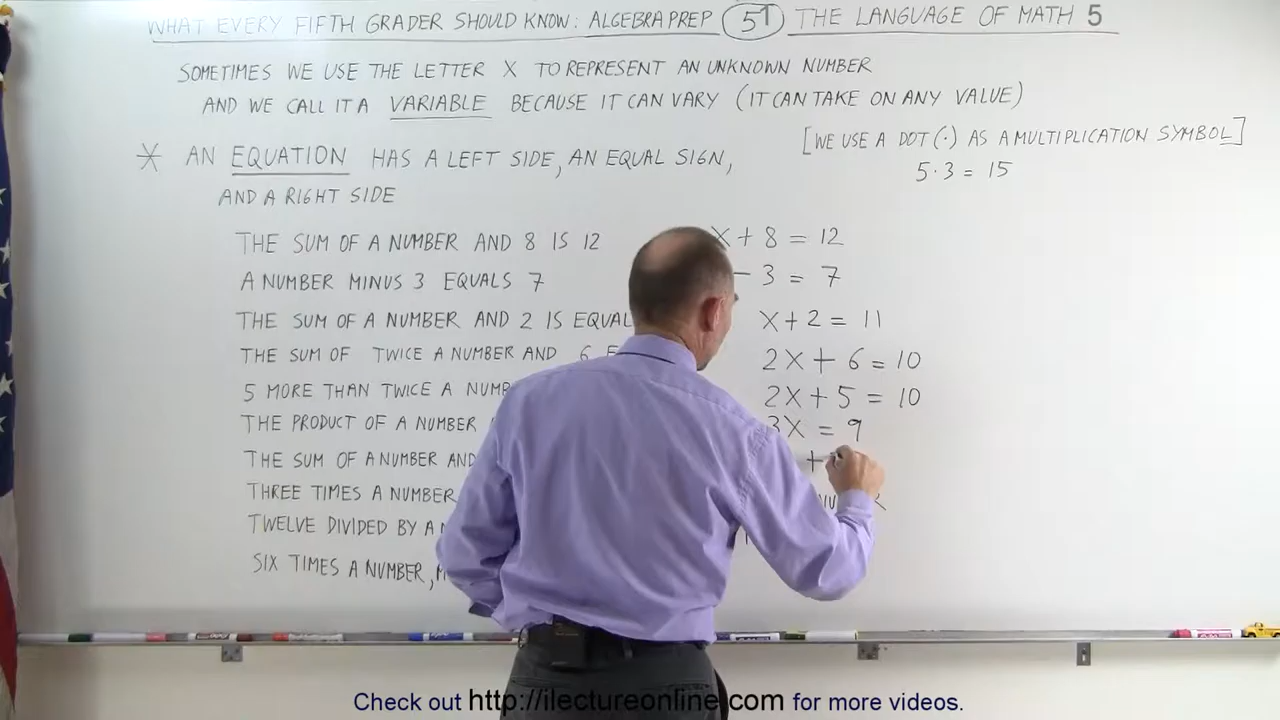 WHAT EVERY FIFTH GRADER SHOULD KNOW: ALGEBRA PREP 51 THE LANGUAGE OF MATH 5
SOMETIMES WE USE THE LETTER X TO REPRESENT AN UNKNOWN NUMBER
AND WE CALL IT A VARIABLE BECAUSE IT CAN VARY (IT CAN TAKE ON ANY VALUE)
[WE USE A DOT (·) AS A MULTIPLICATION SYMBOL]
5·3 = 15
* AN EQUATION HAS A LEFT SIDE, AN EQUAL SIGN,
AND A RIGHT SIDE
THE SUM OF A NUMBER AND 8 IS 12 X + 8 = 12
A NUMBER MINUS 3 EQUALS 7 - 3 = 7
THE SUM OF A NUMBER AND 2 IS X + 2 = 11
THE SUM OF TWICE A NUMBER AND 6 2X + 6 = 10
5 MORE THAN TWICE A 2X + 5 = 10
THE PRODUCT OF A NUMBER 3X = 9
THE SUM OF A NUMBER AND +
THREE TIMES A NUMBER
TWELVE DIVIDED BY A
SIX TIMES A NUMBER,
Check out http://ilectureonline.com for more videos.